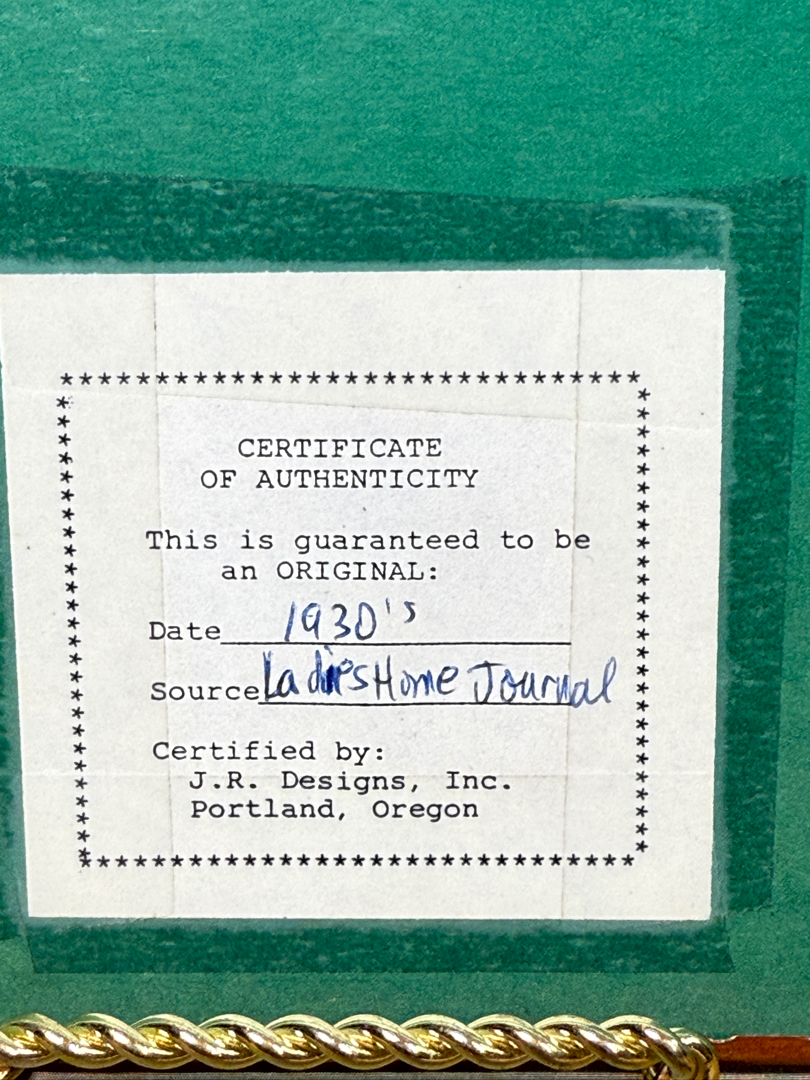 *******************************
CERTIFICATE
OF AUTHENTICITY
This is guaranteed to be
an ORIGINAL:
Date 1930's
Source Ladies Home Journal
Certified by:
J.R. Designs, Inc.
Portland, Oregon
*******************************